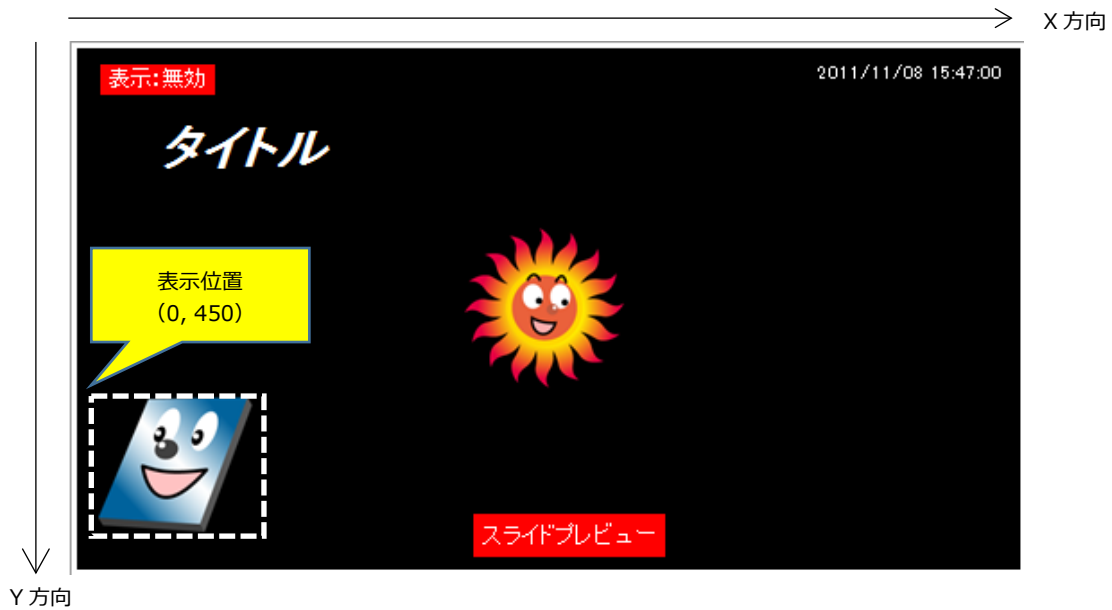 X 方向
表示:無効
2011/11/08 15:47:00
タイトル
表示位置
（0, 450）
スライドプレビュー
Y 方向